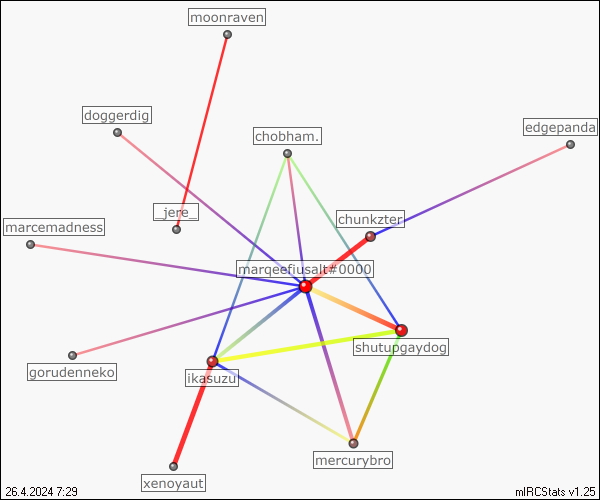 moonraven
doggerdig
edgepanda
chobham.
_jere_
chunkzter
marcemadness
marqeefiusalt#0000
shutupgaydog
gorudenneko
ikasuzu
mercurybro
xenoyaut
26.4.2024 7:29
mIRCStats v1.25